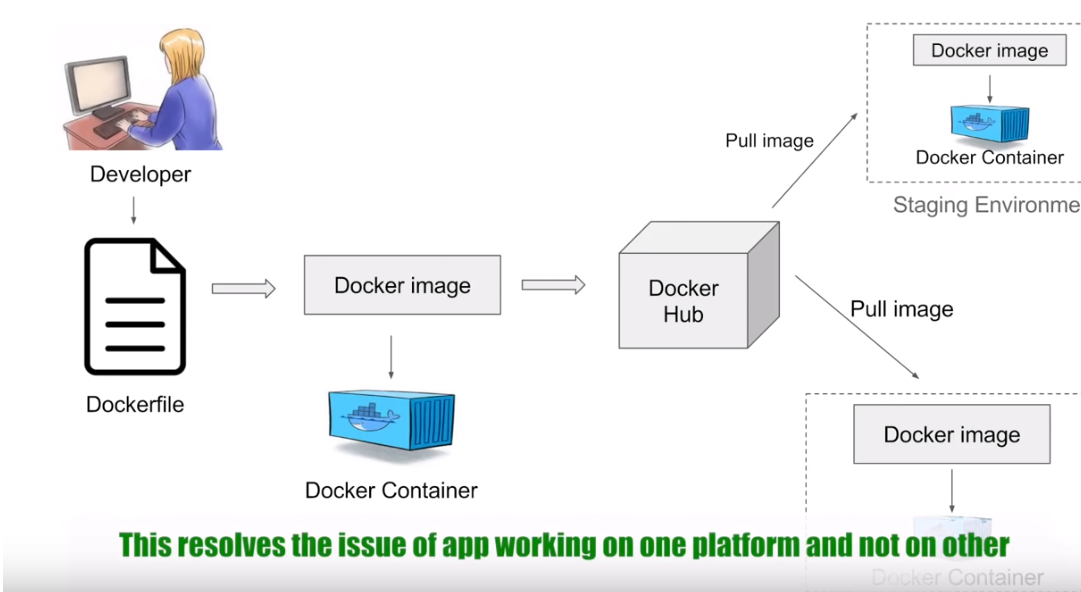 Docker image
Docker Container
Staging Environme
Pull image
Developer
Docker image
Docker
Hub
Pull image
Dockerfile
Docker image
Docker Container
This resolves the issue of app working on one platform and not on other
Docker Container